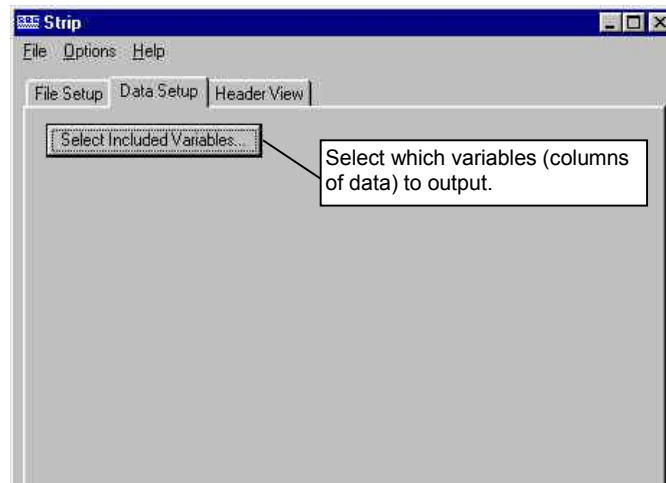 SBE Strip
File Options Help
File Setup Data Setup Header View
Select Included Variables...
Select which variables (columns
of data) to output.